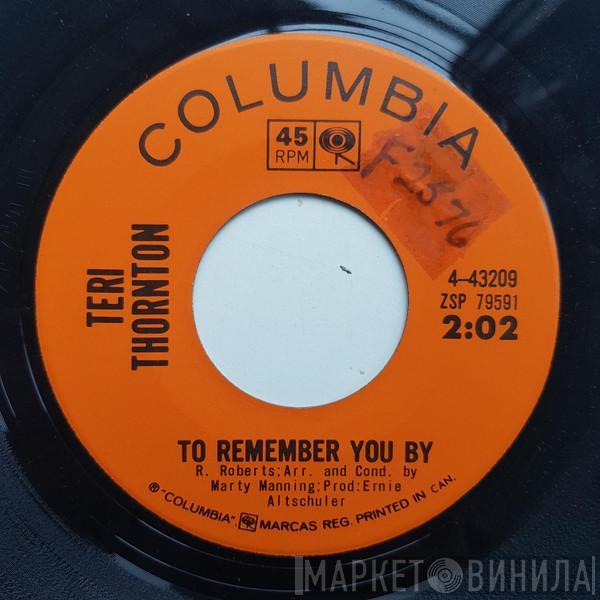 COLUMBIA
45
RPM
F2576
TERI
THORNTON
4-43209
ZSP 79591
2:02
TO REMEMBER YOU BY
R. Roberts;Arr. and Cond. by
Marty Manning;Prod:Ernie
Altschuler
℗"COLUMBIA", MARCAS REG. PRINTED IN CAN.
МАРКЕТ ВИНИЛА